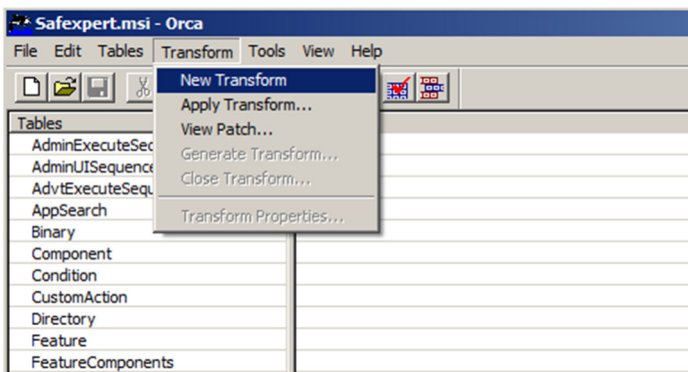 Safexpert.msi - Orca
File Edit Tables Transform Tools View Help
New Transform
Apply Transform...
View Patch...
Generate Transform...
Close Transform...
Transform Properties...
Tables
AdminExecuteSec
AdminUISequence
AdvtExecuteSequ
AppSearch
Binary
Component
Condition
CustomAction
Directory
Feature
FeatureComponents